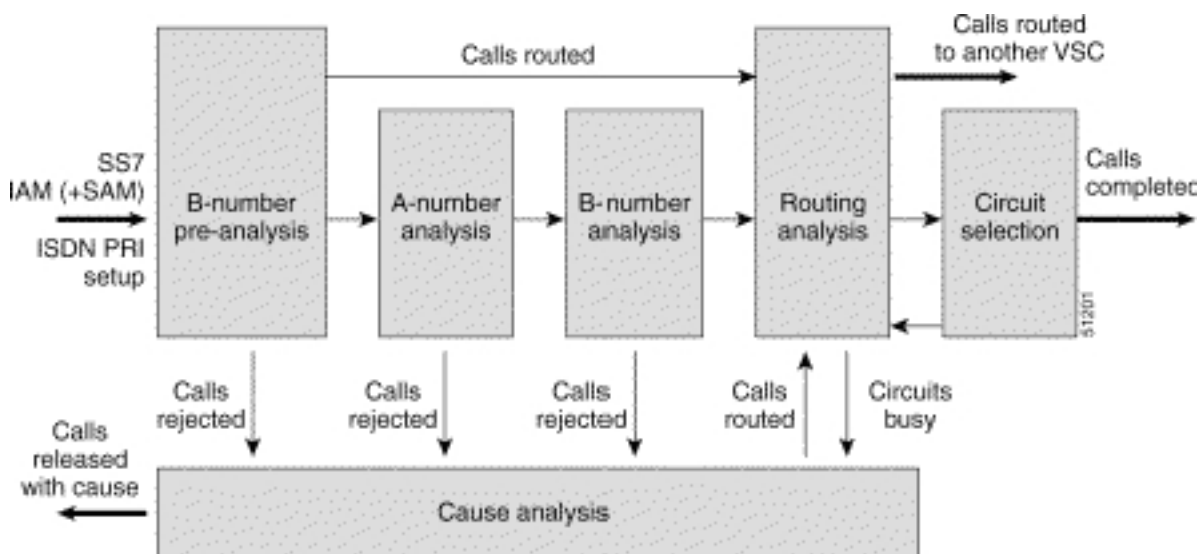 Calls routed
Calls routed
to another VSC
SS7
IAM (+SAM)
ISDN PRI
setup
B-number
pre-analysis
A-number
analysis
B-number
analysis
Routing
analysis
Circuit
selection
Calls
completed
51201
Calls
rejected
Calls
rejected
Calls
rejected
Calls
routed
Circuits
busy
Calls
released
with cause
Cause analysis